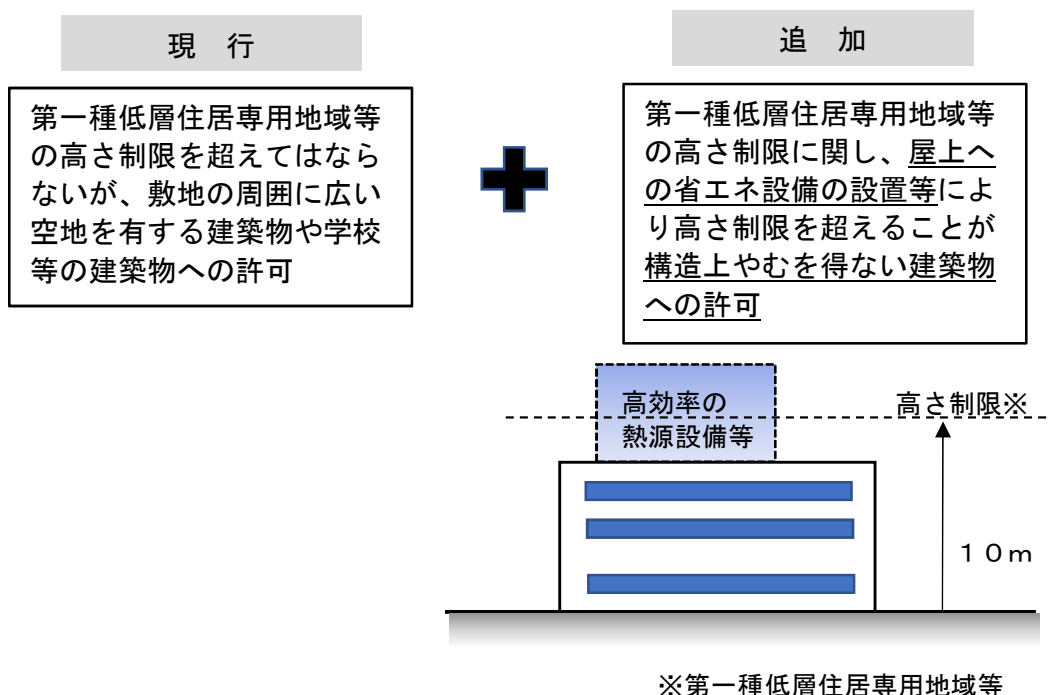 現　行
第一種低層住居専用地域等
の高さ制限を超えてはなら
ないが、敷地の周囲に広い
空地を有する建築物や学校
等の建築物への許可
追　加
第一種低層住居専用地域等
の高さ制限に関し、屋上へ
の省エネ設備の設置等によ
り高さ制限を超えることが
構造上やむを得ない建築物
への許可
高効率の
熱源設備等
高さ制限※
１０ｍ
※第一種低層住居専用地域等